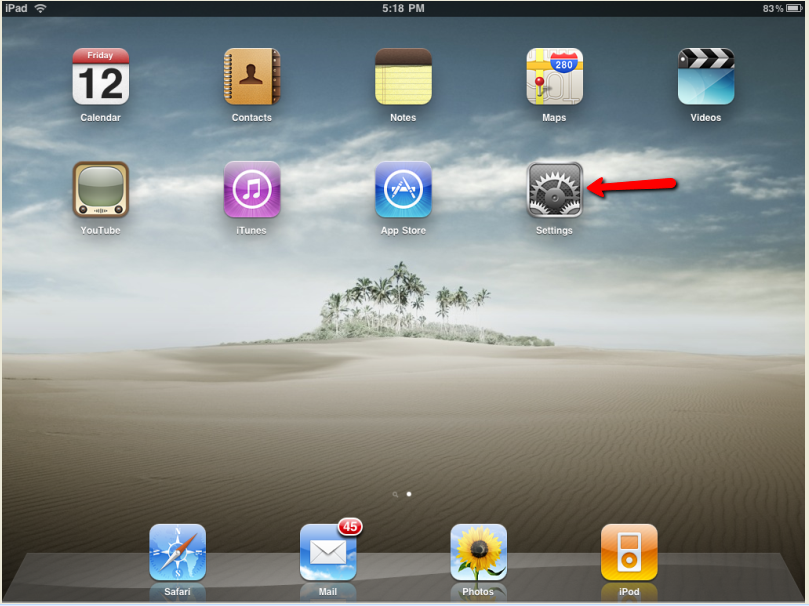 iPad 5:18 PM 83%
Friday
12
280
Calendar Contacts Notes Maps Videos
YouTube iTunes App Store Settings
45
N
W E
S
Safari Mail Photos iPod